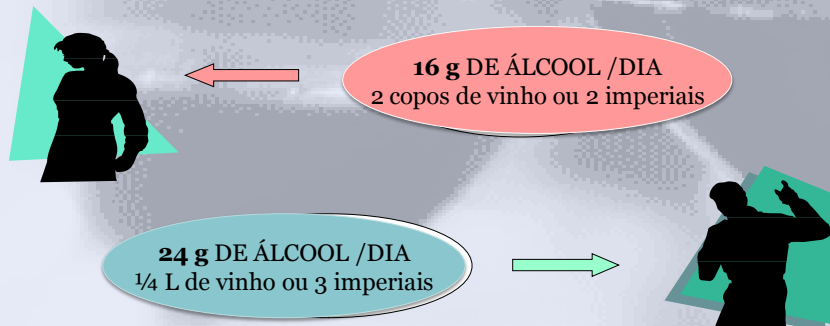 16 g DE ÁLCOOL /DIA
2 copos de vinho ou 2 imperiais
24 g DE ÁLCOOL /DIA
¼ L de vinho ou 3 imperiais